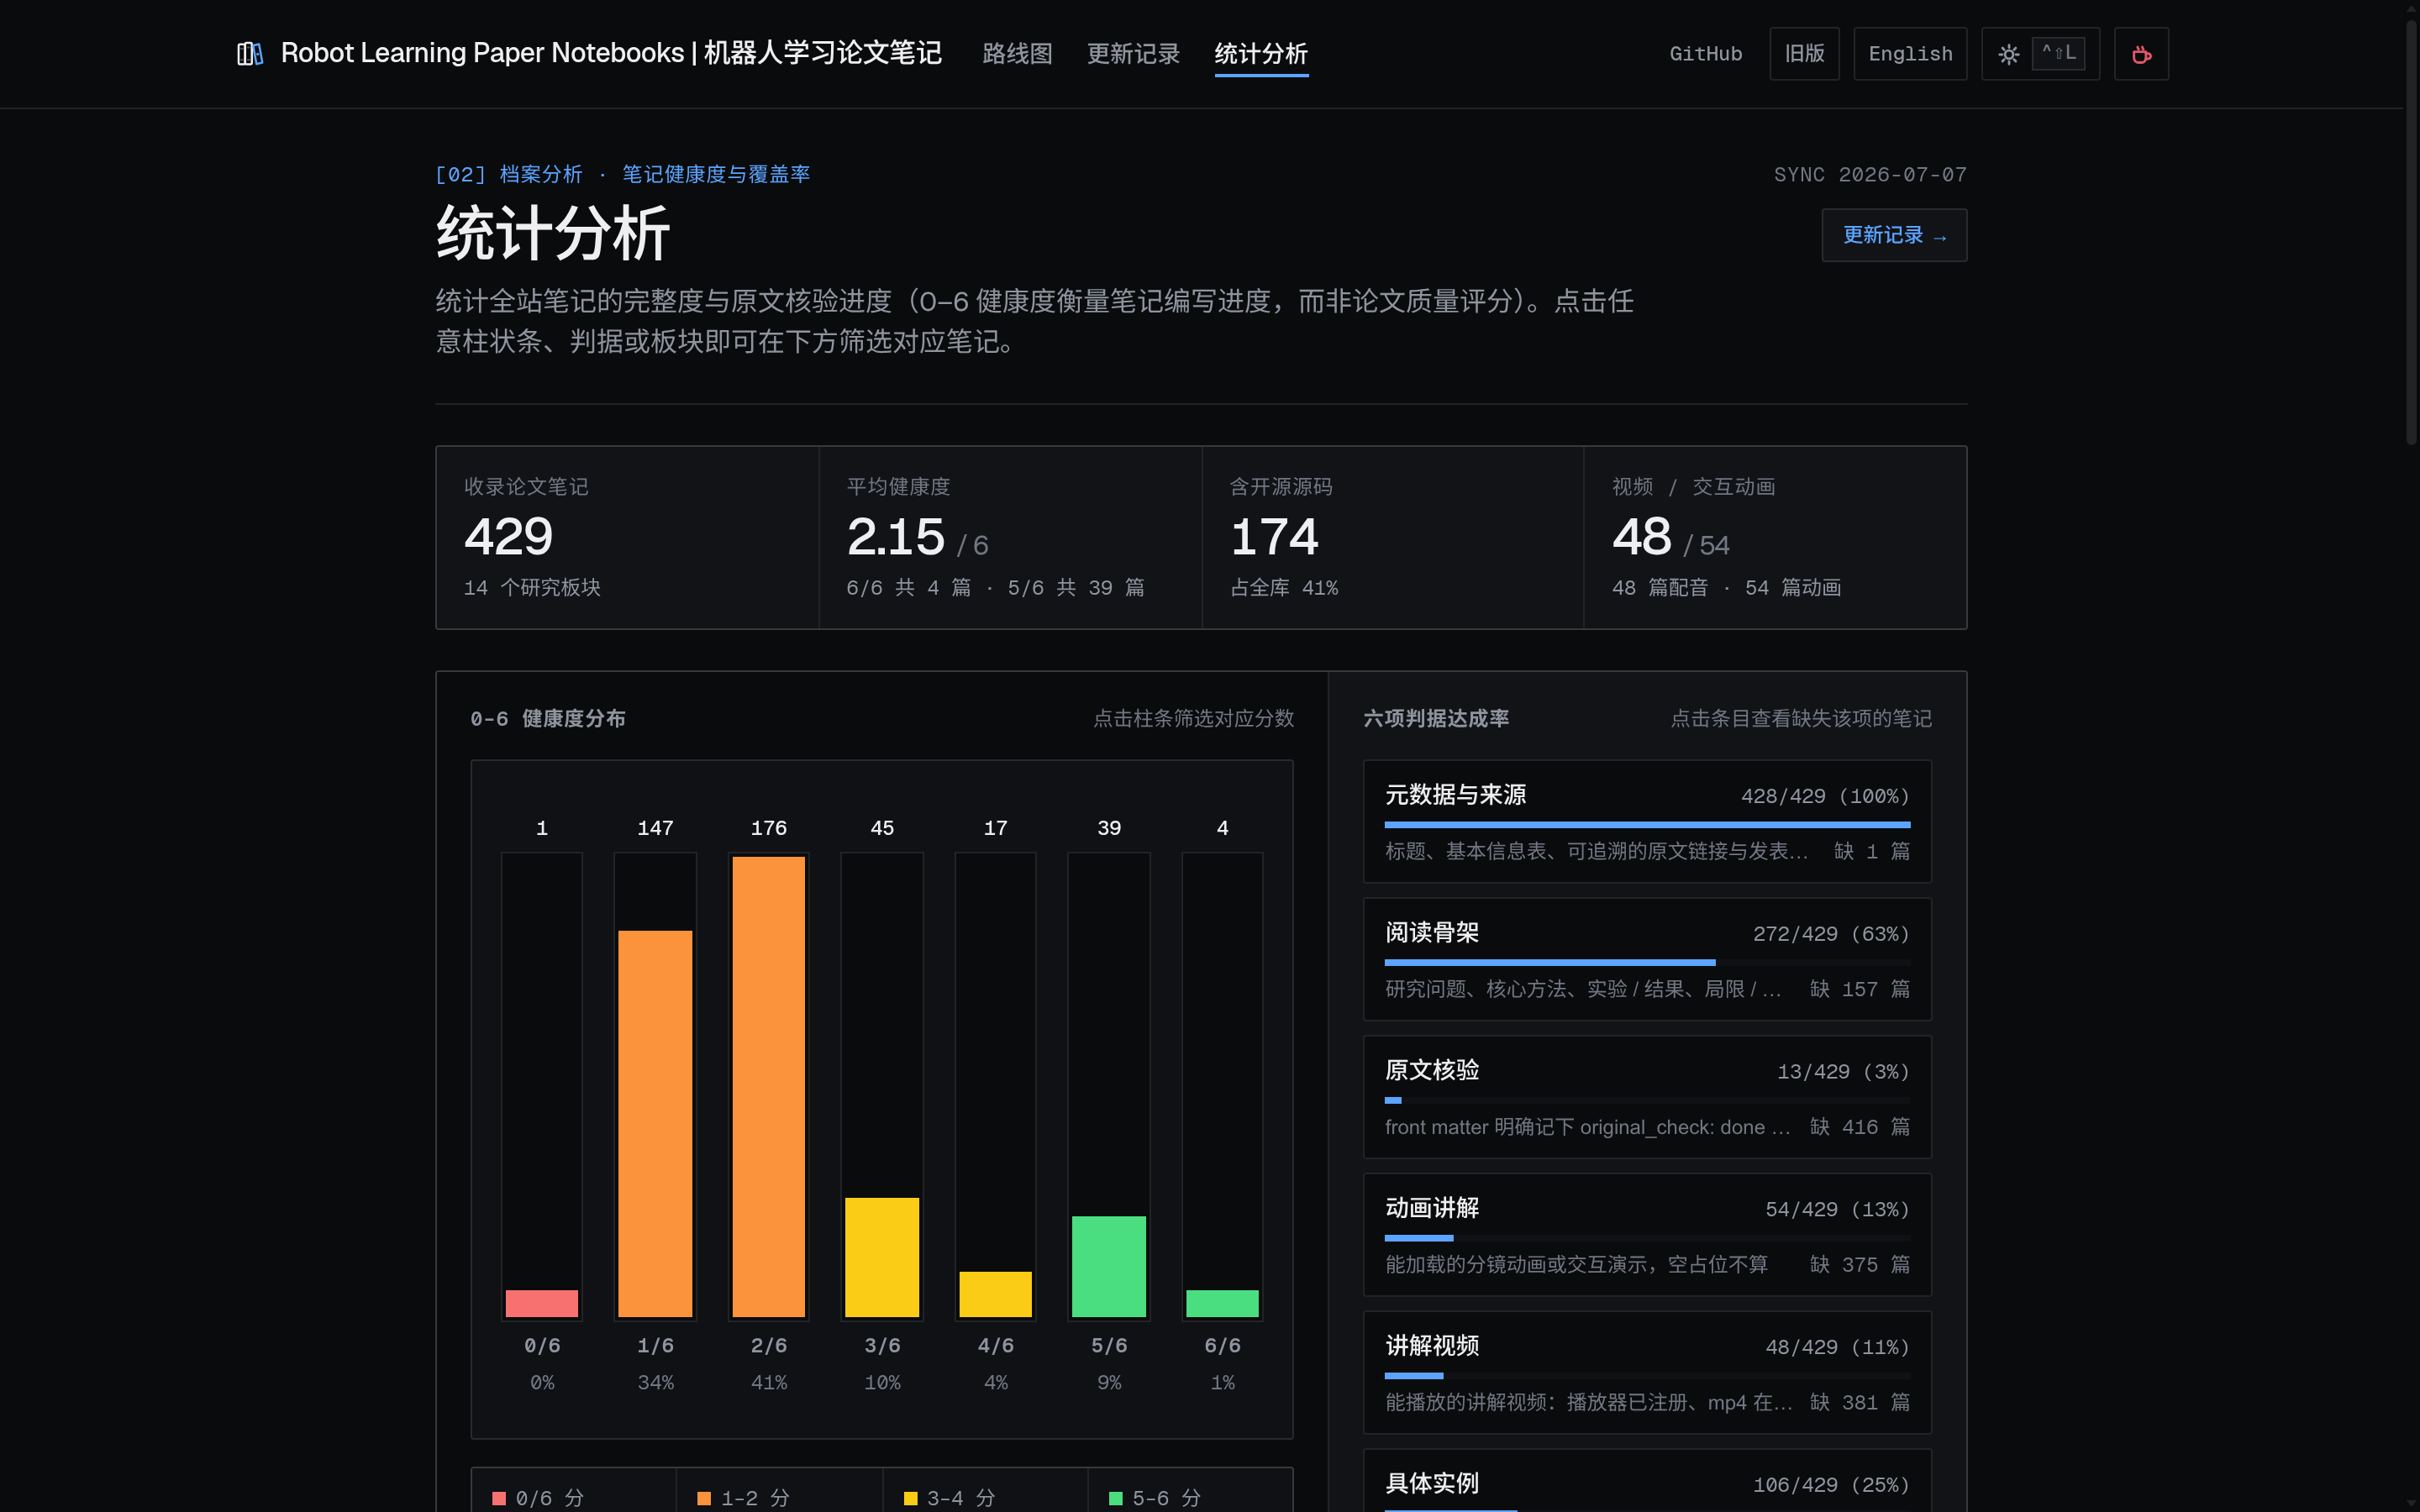 Robot Learning Paper Notebooks | 机器人学习论文笔记
路线图
更新记录
统计分析
GitHub
旧版
English
^⇧L
[02] 档案分析 · 笔记健康度与覆盖率
SYNC 2026-07-07
统计分析
更新记录 →
统计全站笔记的完整度与原文核验进度（0–6 健康度衡量笔记编写进度，而非论文质量评分）。点击任
意柱状条、判据或板块即可在下方筛选对应笔记。
收录论文笔记
429
14 个研究板块
平均健康度
2.15 / 6
6/6 共 4 篇 · 5/6 共 39 篇
含开源源码
174
占全库 41%
视频 / 交互动画
48 / 54
48 篇配音 · 54 篇动画
0–6 健康度分布
点击柱条筛选对应分数
1 147 176 45 17 39 4
0/6 1/6 2/6 3/6 4/6 5/6 6/6
0% 34% 41% 10% 4% 9% 1%
0/6 分
1–2 分
3–4 分
5–6 分
六项判据达成率
点击条目查看缺失该项的笔记
元数据与来源
428/429 (100%)
标题、基本信息表、可追溯的原文链接与发表…
缺 1 篇
阅读骨架
272/429 (63%)
研究问题、核心方法、实验 / 结果、局限 / …
缺 157 篇
原文核验
13/429 (3%)
front matter 明确记下 original_check: done …
缺 416 篇
动画讲解
54/429 (13%)
能加载的分镜动画或交互演示，空占位不算
缺 375 篇
讲解视频
48/429 (11%)
能播放的讲解视频：播放器已注册、mp4 在…
缺 381 篇
具体实例
106/429 (25%)